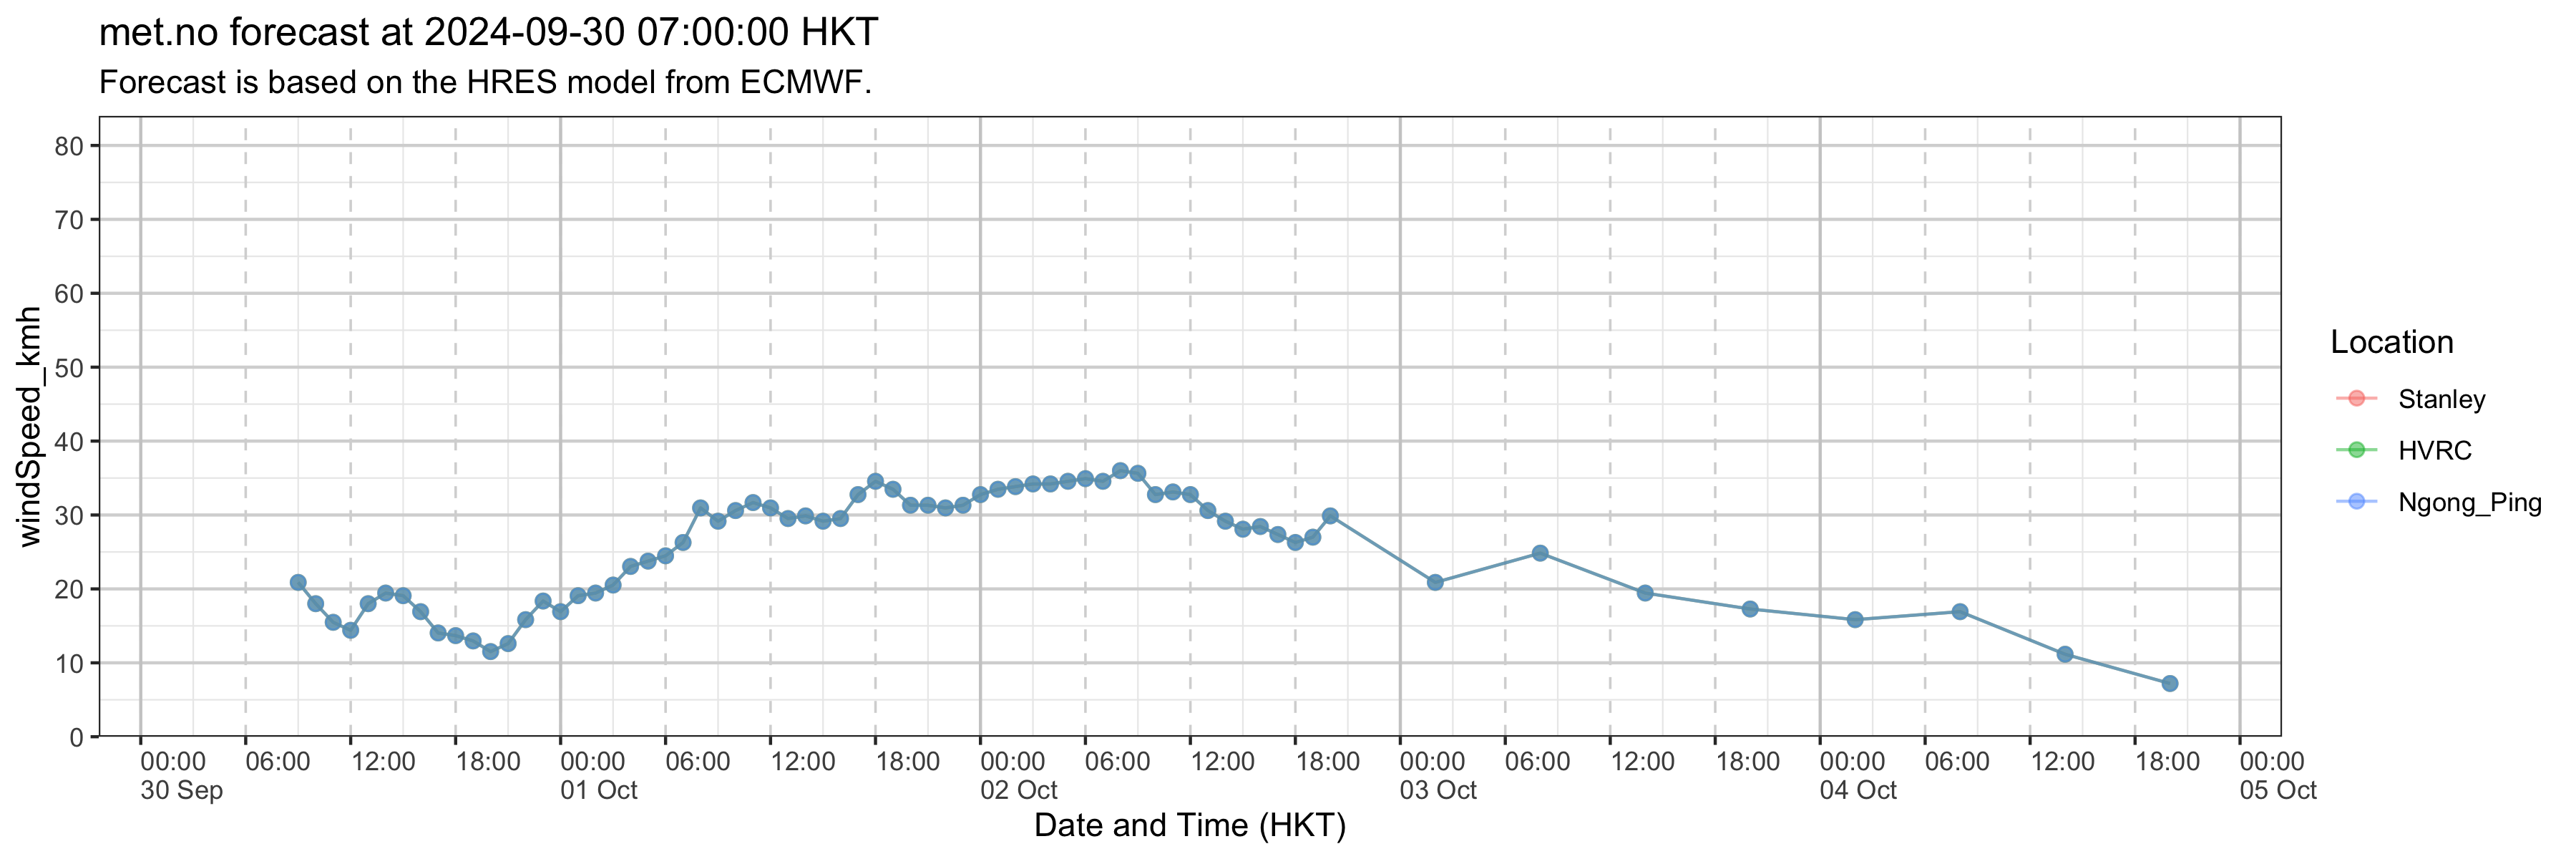 met.no forecast at 2024-09-30 07:00:00 HKT
Forecast is based on the HRES model from ECMWF.
windSpeed_kmh
80
70
60
50
40
30
20
10
0
00:00 06:00 12:00 18:00 00:00 06:00 12:00 18:00 00:00 06:00 12:00 18:00 00:00 06:00 12:00 18:00 00:00 06:00 12:00 18:00 00:00
30 Sep 01 Oct 02 Oct 03 Oct 04 Oct 05 Oct
Date and Time (HKT)
Location
Stanley
HVRC
Ngong_Ping